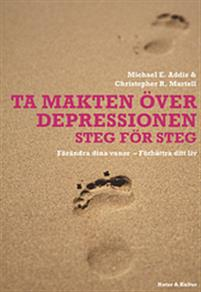 Michael E. Addis &
Christopher R. Martell
TA MAKTEN ÖVER
DEPRESSIONEN
STEG FÖR STEG
Förändra dina vanor – Förbättra ditt liv
Natur & Kultur